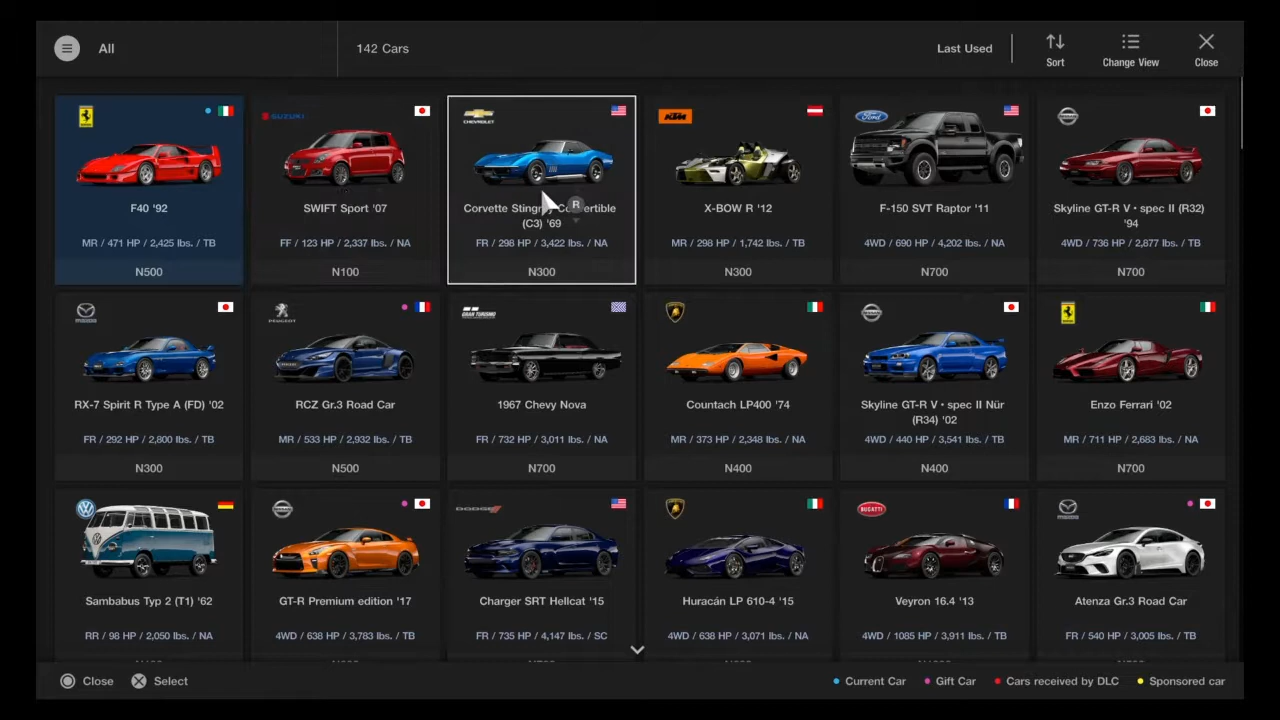 All
142 Cars
Last Used
Sort
Change View
Close
CHEVROLET
SUZUKI
KTM
Ford
F40 '92
MR / 471 HP / 2,425 lbs. / TB
N500
SWIFT Sport '07
FF / 123 HP / 2,337 lbs. / NA
N100
Corvette Stingray Convertible
(C3) '69
R
FR / 298 HP / 3,422 lbs. / NA
N300
X-BOW R '12
MR / 298 HP / 1,742 lbs. / TB
N300
F-150 SVT Raptor '11
4WD / 690 HP / 4,202 lbs. / NA
N700
Skyline GT-R V • spec II (R32)
'94
4WD / 736 HP / 2,877 lbs. / TB
N700
PEUGEOT
GRAN TURISMO
RX-7 Spirit R Type A (FD) '02
FR / 292 HP / 2,800 lbs. / TB
N300
RCZ Gr.3 Road Car
MR / 533 HP / 2,932 lbs. / TB
N500
1967 Chevy Nova
FR / 732 HP / 3,011 lbs. / NA
N700
Countach LP400 '74
MR / 373 HP / 2,348 lbs. / NA
N400
Skyline GT-R V • spec II Nür
(R34) '02
4WD / 440 HP / 3,541 lbs. / TB
N400
Enzo Ferrari '02
MR / 711 HP / 2,683 lbs. / NA
N700
DODGE
BUGATTI
Sambabus Typ 2 (T1) '62
RR / 98 HP / 2,050 lbs. / NA
GT-R Premium edition '17
4WD / 638 HP / 3,783 lbs. / TB
Charger SRT Hellcat '15
FR / 735 HP / 4,147 lbs. / SC
Huracán LP 610-4 '15
4WD / 638 HP / 3,071 lbs. / NA
Veyron 16.4 '13
4WD / 1085 HP / 3,911 lbs. / TB
Atenza Gr.3 Road Car
FR / 540 HP / 3,005 lbs. / TB
Close
Select
Current Car
Gift Car
Cars received by DLC
Sponsored car